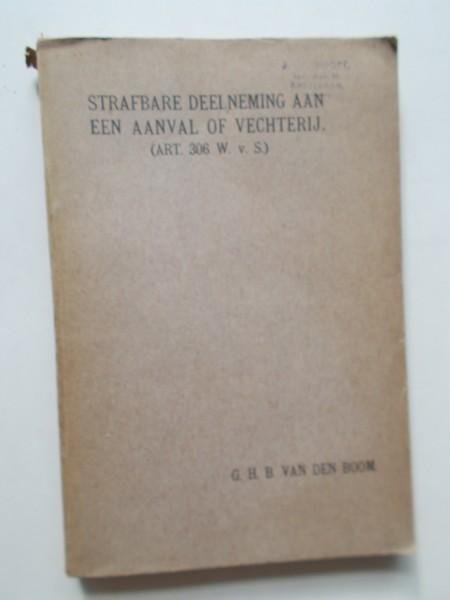 STRAFBARE DEELNEMING AAN
EEN AANVAL OF VECHTERIJ.
(ART. 306 W. v. S.)
G. H. B. VAN DEN BOOM.